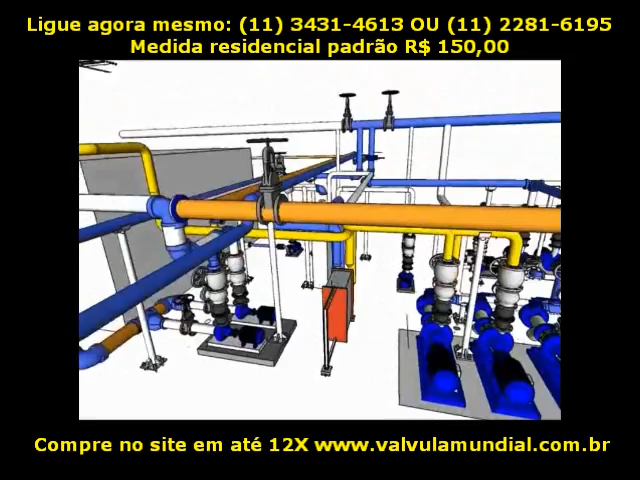 Ligue agora mesmo: (11) 3431-4613 OU (11) 2281-6195
Medida residencial padrão R$ 150,00
Compre no site em até 12X www.valvulamundial.com.br